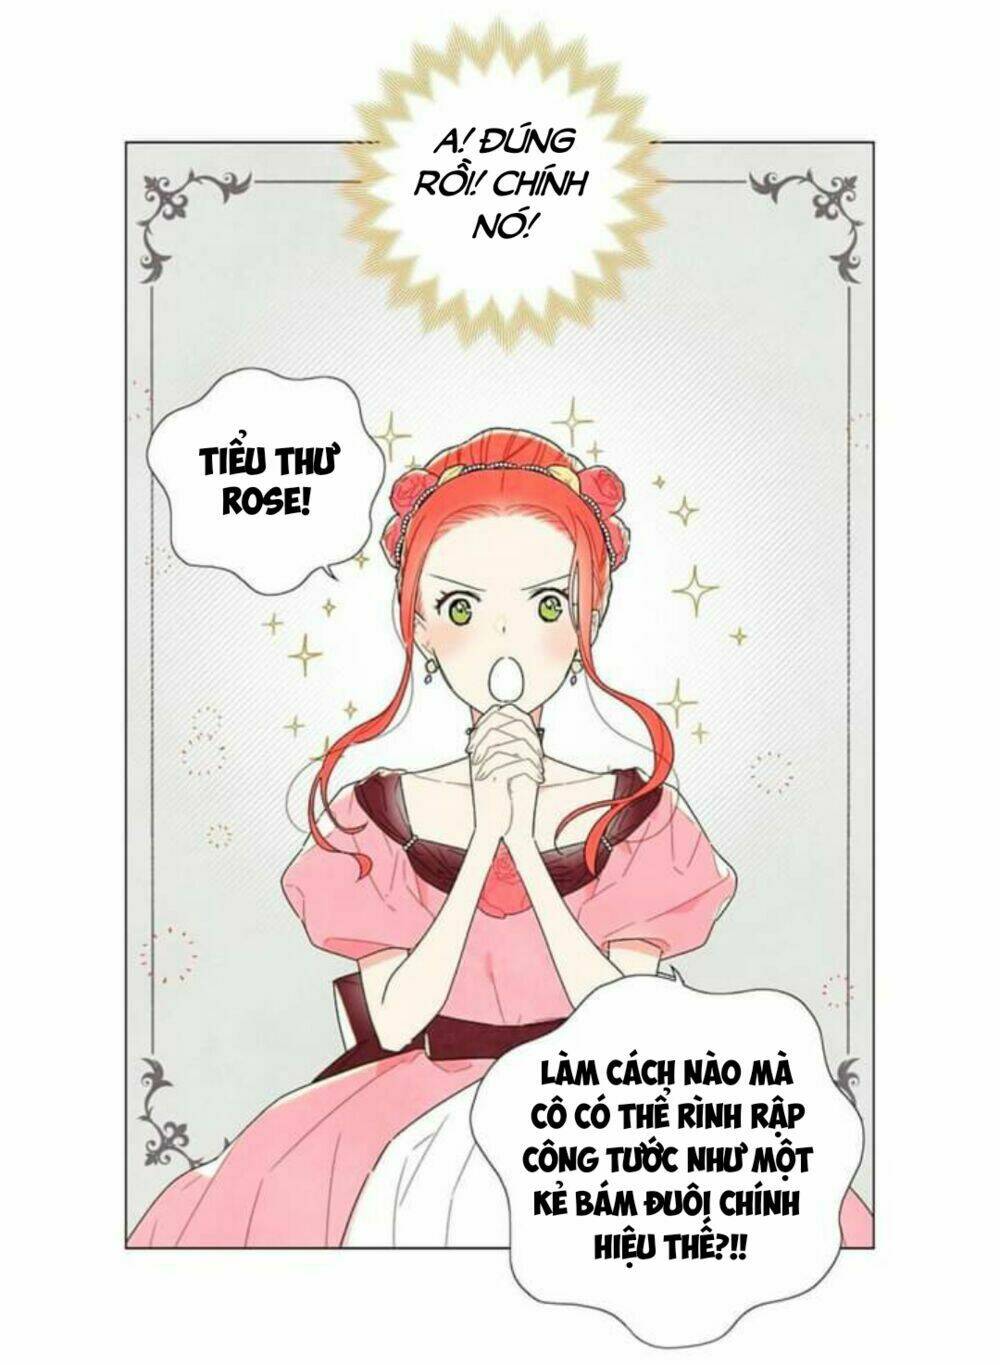 A! ĐÚNG
RỒI! CHÍNH
NÓ!
TIỂU THƯ
ROSE!
LÀM CÁCH NÀO MÀ
CÔ CÓ THỂ RÌNH RẬP
CÔNG TƯỚC NHƯ MỘT
KẺ BÁM ĐUÔI CHÍNH
HIỆU THẾ?!!